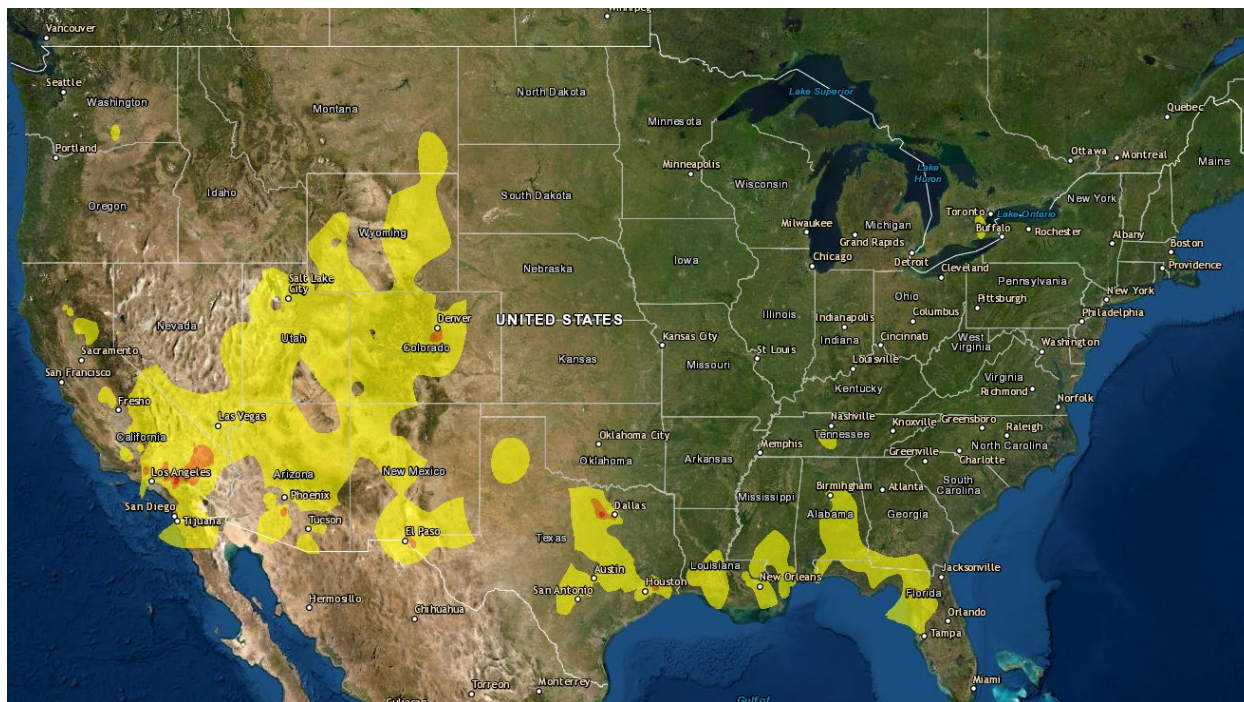 Winnipeg
Vancouver
Seattle
Washington
Montana
North Dakota
Minnesota
Lake Superior
Quebec
Portland
Ottawa
Montreal
Maine
Minneapolis
Lake
Huron
Idaho
South Dakota
Wisconsin
Oregon
New York
Toronto
Lake Ontario
Wyoming
Milwaukee
Michigan
Buffalo
Rochester
Albany
Boston
Grand Rapids
Detroit
Providence
Iowa
Chicago
Cleveland
Nebraska
Salt Lake
City
Pennsylvania
New York
Ohio
Pittsburgh
Nevada
Denver
UNITED STATES
Illinois
Indianapolis
Columbus
Philadelphia
Utah
Colorado
Kansas City
Indiana
Cincinnati
West
Virginia
Washington
Sacramento
Kansas
St Louis
Missouri
Louisville
San Francisco
Virginia
Kentucky
Richmond
Norfolk
Fresno
Las Vegas
Nashville
Knoxville
Greensboro
California
Oklahoma City
Tennessee
Raleigh
Memphis
North Carolina
Los Angeles
Arizona
New Mexico
Oklahoma
Arkansas
Greenville
Charlotte
South
Carolina
Phoenix
Birmingham
Atlanta
Mississippi
San Diego
Tijuana
Tucson
Dallas
Alabama
Georgia
El Paso
Texas
Louisiana
Jacksonville
Austin
Houston
New Orleans
San Antonio
Florida
Hermosillo
Chihuahua
Orlando
Tampa
Torreon
Monterrey
Miami
Culiacan
Gulf of